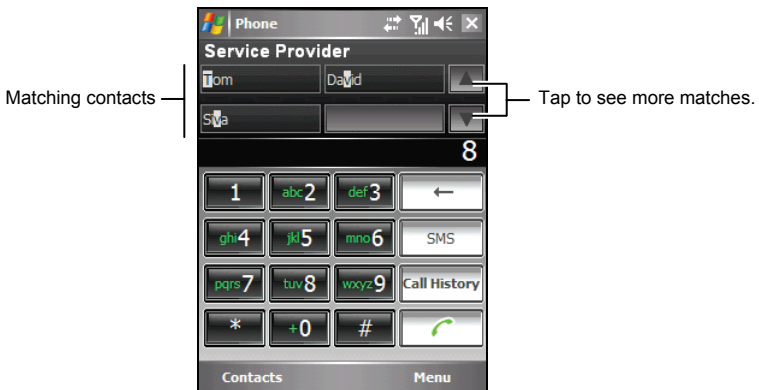 Phone
Service Provider
Tom David
Matching contacts
Tap to see more matches.
Siva
8
1 abc2 def3 ←
ghi4 jkl5 mno6 SMS
pqrs7 tuv8 wxyz9 Call History
* +0 #
Contacts Menu